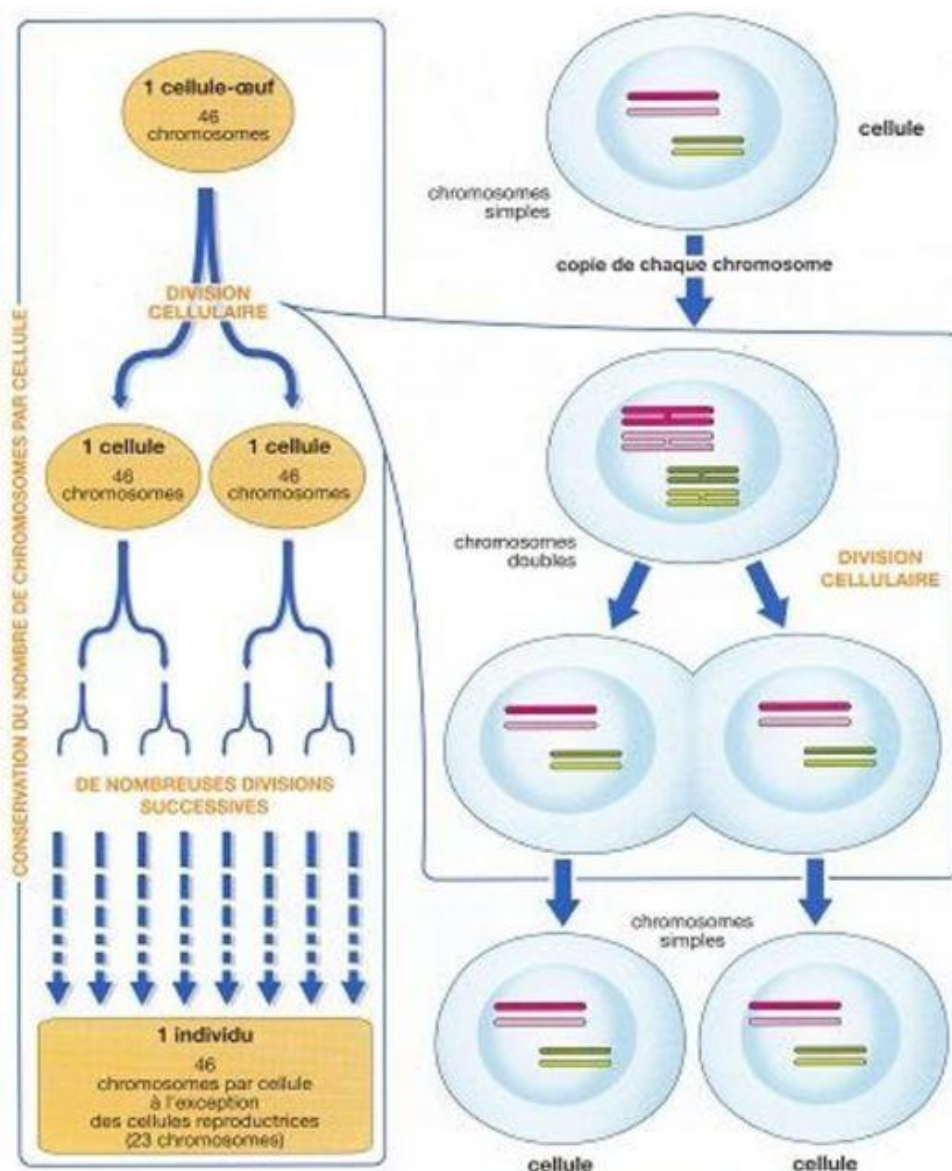 CONSERVATION DU NOMBRE DE CHROMOSOMES PAR CELLULE
1 cellule-œuf
46
chromosomes
DIVISION
CELLULAIRE
1 cellule
46
chromosomes
1 cellule
46
chromosomes
DE NOMBREUSES DIVISIONS
SUCCESSIVES
1 individu
46
chromosomes par cellule
à l'exception
des cellules reproductrices
(23 chromosomes)
cellule
chromosomes
simples
copie de chaque chromosome
chromosomes
doubles
DIVISION
CELLULAIRE
chromosomes
simples
cellule
cellule